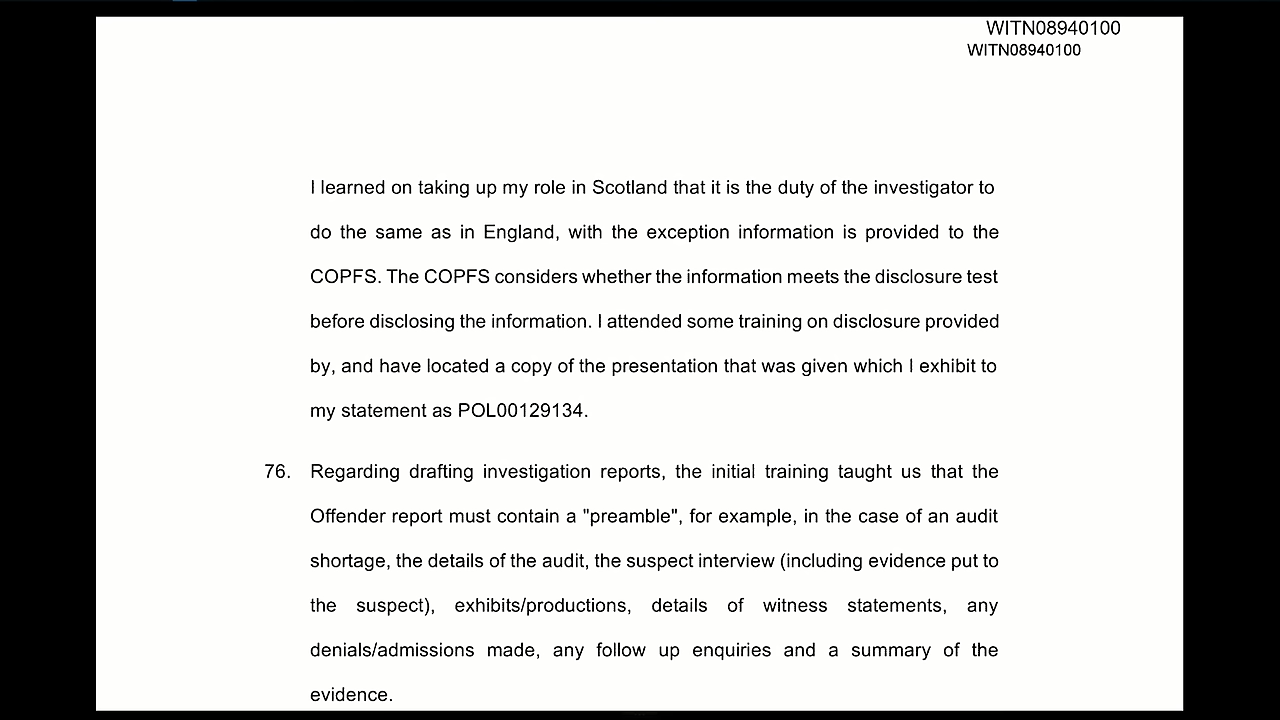 WITN08940100
WITN08940100
I learned on taking up my role in Scotland that it is the duty of the investigator to
do the same as in England, with the exception information is provided to the
COPFS. The COPFS considers whether the information meets the disclosure test
before disclosing the information. I attended some training on disclosure provided
by, and have located a copy of the presentation that was given which I exhibit to
my statement as POL00129134.
76. Regarding drafting investigation reports, the initial training taught us that the
Offender report must contain a "preamble", for example, in the case of an audit
shortage, the details of the audit, the suspect interview (including evidence put to
the suspect), exhibits/productions, details of witness statements, any
denials/admissions made, any follow up enquiries and a summary of the
evidence.